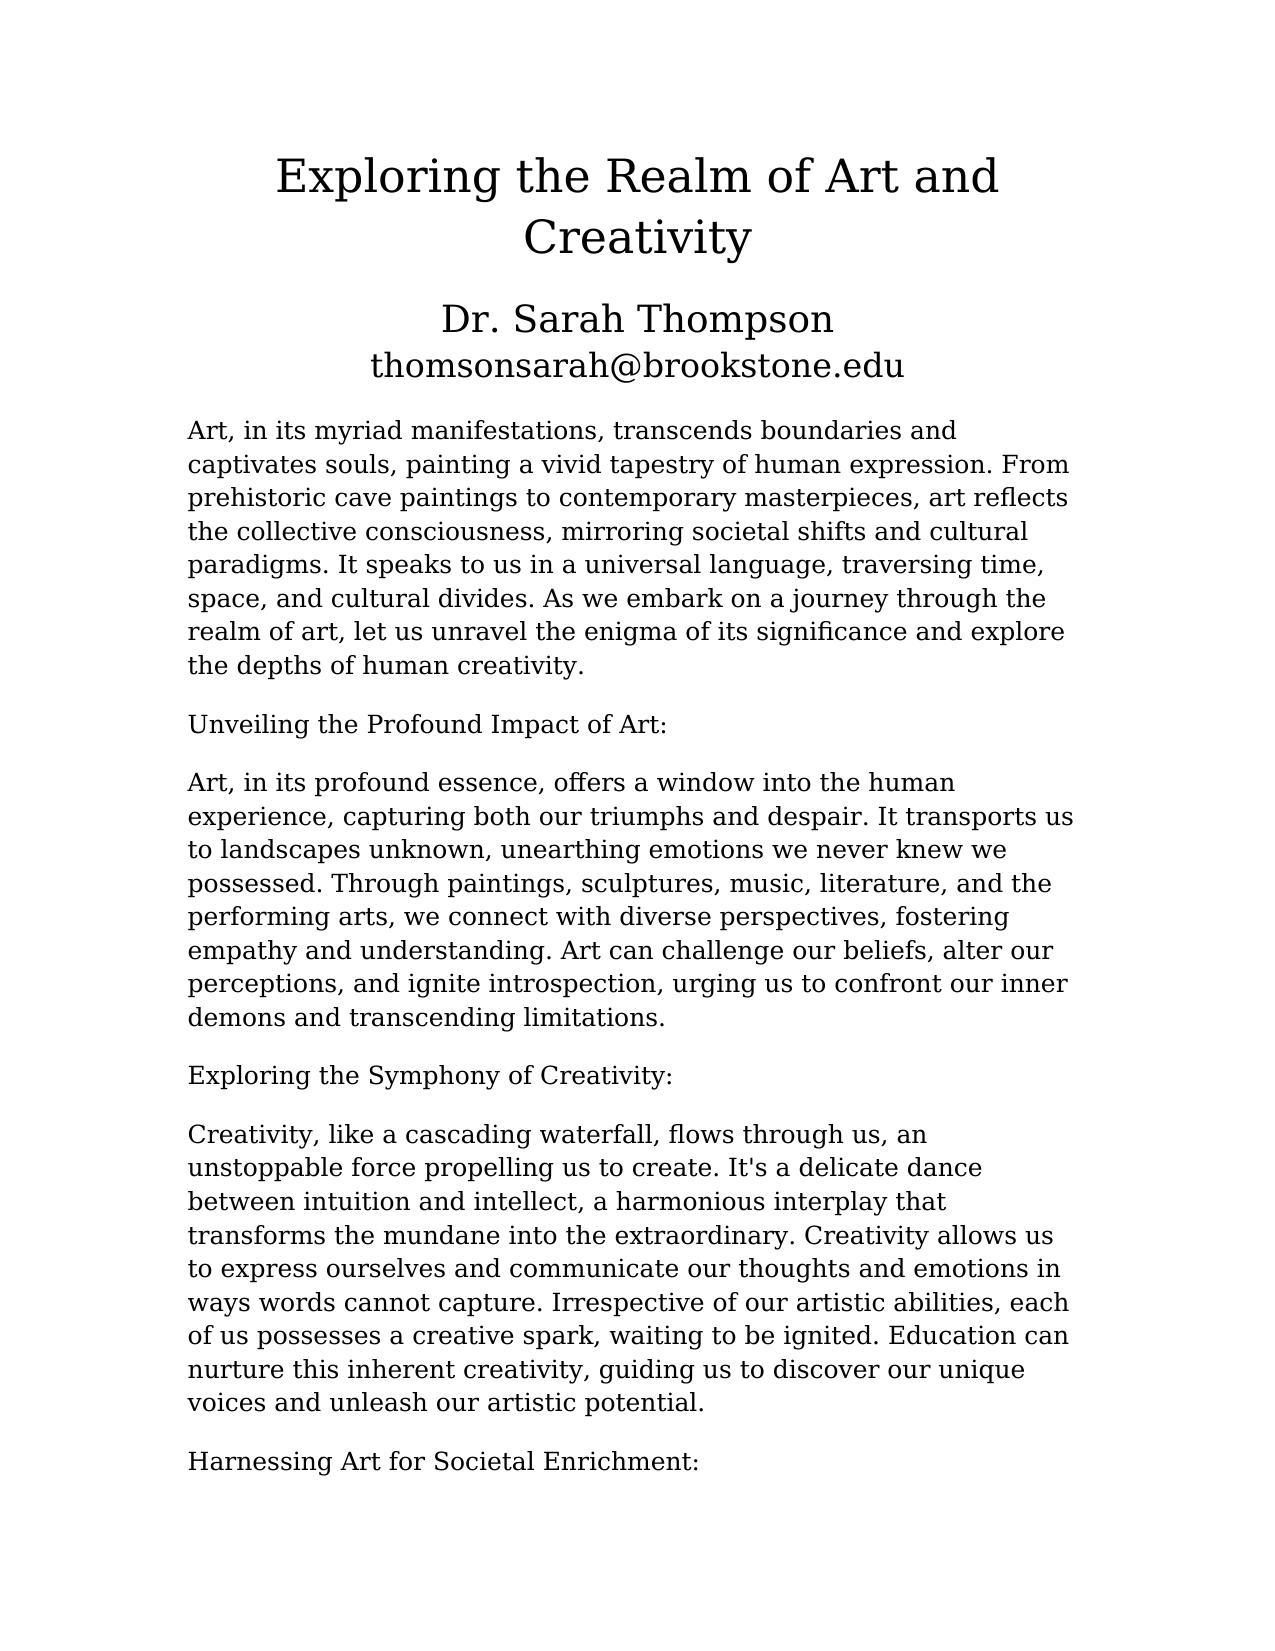 Exploring the Realm of Art and
Creativity
Dr. Sarah Thompson
thomsonsarah@brookstone.edu
Art, in its myriad manifestations, transcends boundaries and
captivates souls, painting a vivid tapestry of human expression. From
prehistoric cave paintings to contemporary masterpieces, art reflects
the collective consciousness, mirroring societal shifts and cultural
paradigms. It speaks to us in a universal language, traversing time,
space, and cultural divides. As we embark on a journey through the
realm of art, let us unravel the enigma of its significance and explore
the depths of human creativity.
Unveiling the Profound Impact of Art:
Art, in its profound essence, offers a window into the human
experience, capturing both our triumphs and despair. It transports us
to landscapes unknown, unearthing emotions we never knew we
possessed. Through paintings, sculptures, music, literature, and the
performing arts, we connect with diverse perspectives, fostering
empathy and understanding. Art can challenge our beliefs, alter our
perceptions, and ignite introspection, urging us to confront our inner
demons and transcending limitations.
Exploring the Symphony of Creativity:
Creativity, like a cascading waterfall, flows through us, an
unstoppable force propelling us to create. It's a delicate dance
between intuition and intellect, a harmonious interplay that
transforms the mundane into the extraordinary. Creativity allows us
to express ourselves and communicate our thoughts and emotions in
ways words cannot capture. Irrespective of our artistic abilities, each
of us possesses a creative spark, waiting to be ignited. Education can
nurture this inherent creativity, guiding us to discover our unique
voices and unleash our artistic potential.
Harnessing Art for Societal Enrichment: